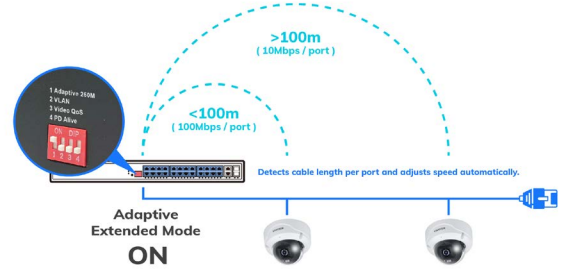 >100m
( 10Mbps / port )
<100m
( 100Mbps / port )
1 Adaptive 250M
2 VLAN
3 Video QoS
4 PD Alive
ON DIP
1 2 3 4
Detects cable length per port and adjusts speed automatically.
Adaptive
Extended Mode
ON